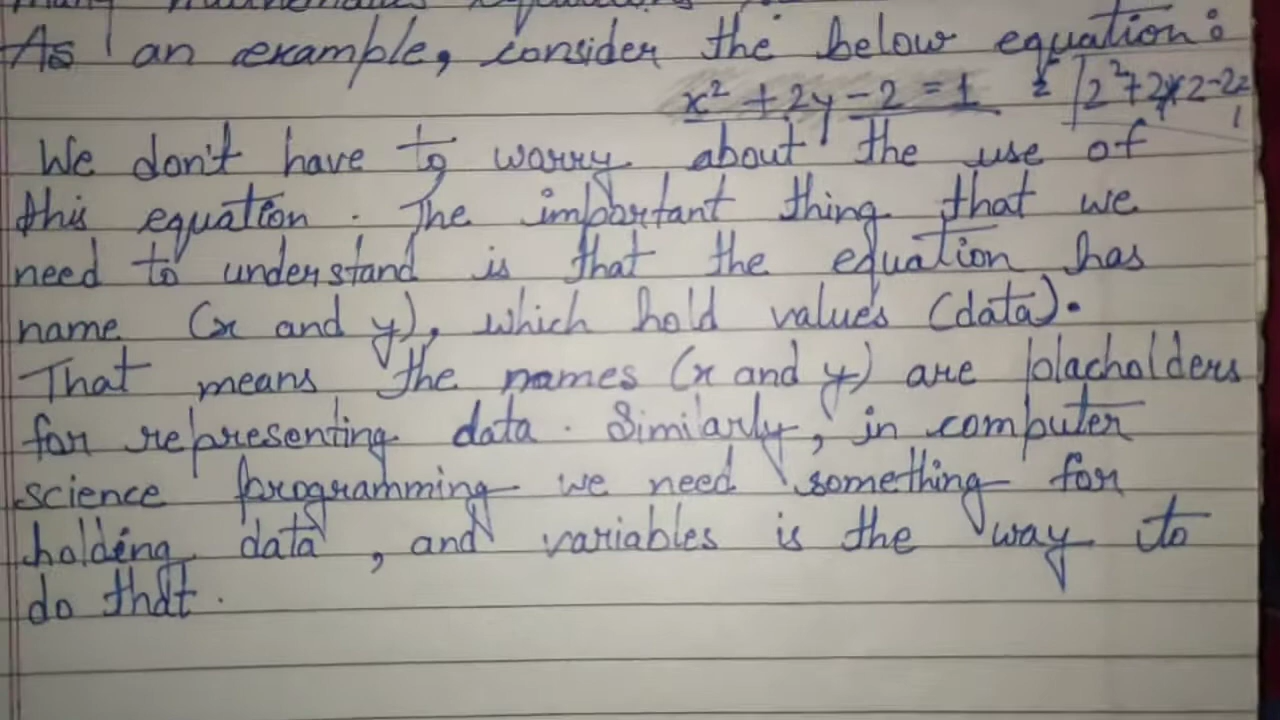 many mathematics equations
As an example, consider the below equation:
x² + 2y - 2 = 1
We don't have to worry about the use of
this equation. The important thing that we
need to understand is that the equation has
name (x and y), which hold values (data).
That means the names (x and y) are placholders
for representing data. Similarly, in computer
science programming we need something for
holding data, and variables is the way to
do that.